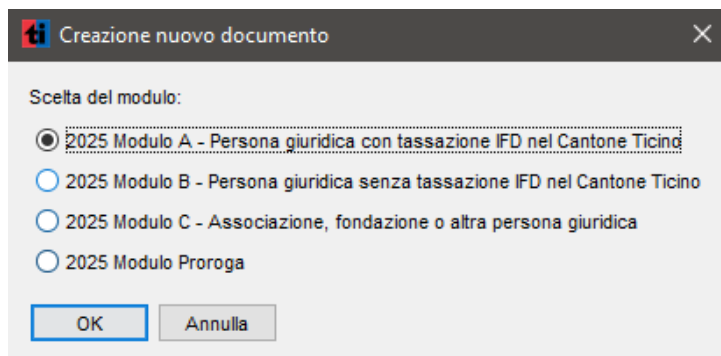 ti Creazione nuovo documento
Scelta del modulo:
2025 Modulo A - Persona giuridica con tassazione IFD nel Cantone Ticino
2025 Modulo B - Persona giuridica senza tassazione IFD nel Cantone Ticino
2025 Modulo C - Associazione, fondazione o altra persona giuridica
2025 Modulo Proroga
OK Annulla